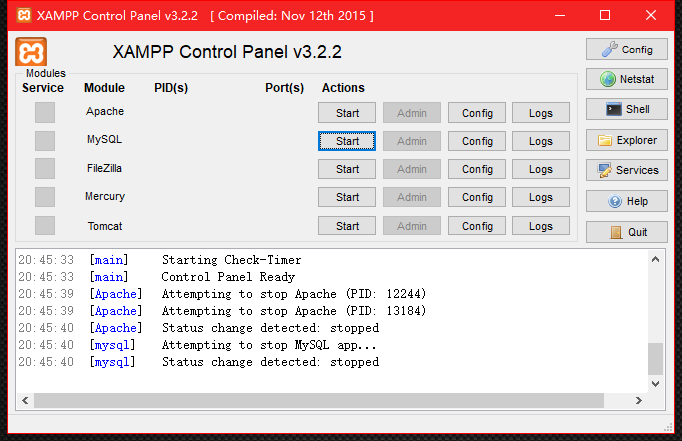 XAMPP Control Panel v3.2.2 [ Compiled: Nov 12th 2015 ]
XAMPP Control Panel v3.2.2
Config
Modules
Service Module PID(s) Port(s) Actions
Netstat
Apache Start Admin Config Logs
Shell
MySQL Start Admin Config Logs
Explorer
FileZilla Start Admin Config Logs
Services
Mercury Start Admin Config Logs
Help
Tomcat Start Admin Config Logs
Quit
20:45:33 [main] Starting Check-Timer
20:45:33 [main] Control Panel Ready
20:45:39 [Apache] Attempting to stop Apache (PID: 12244)
20:45:39 [Apache] Attempting to stop Apache (PID: 13184)
20:45:40 [Apache] Status change detected: stopped
20:45:40 [mysql] Attempting to stop MySQL app...
20:45:40 [mysql] Status change detected: stopped